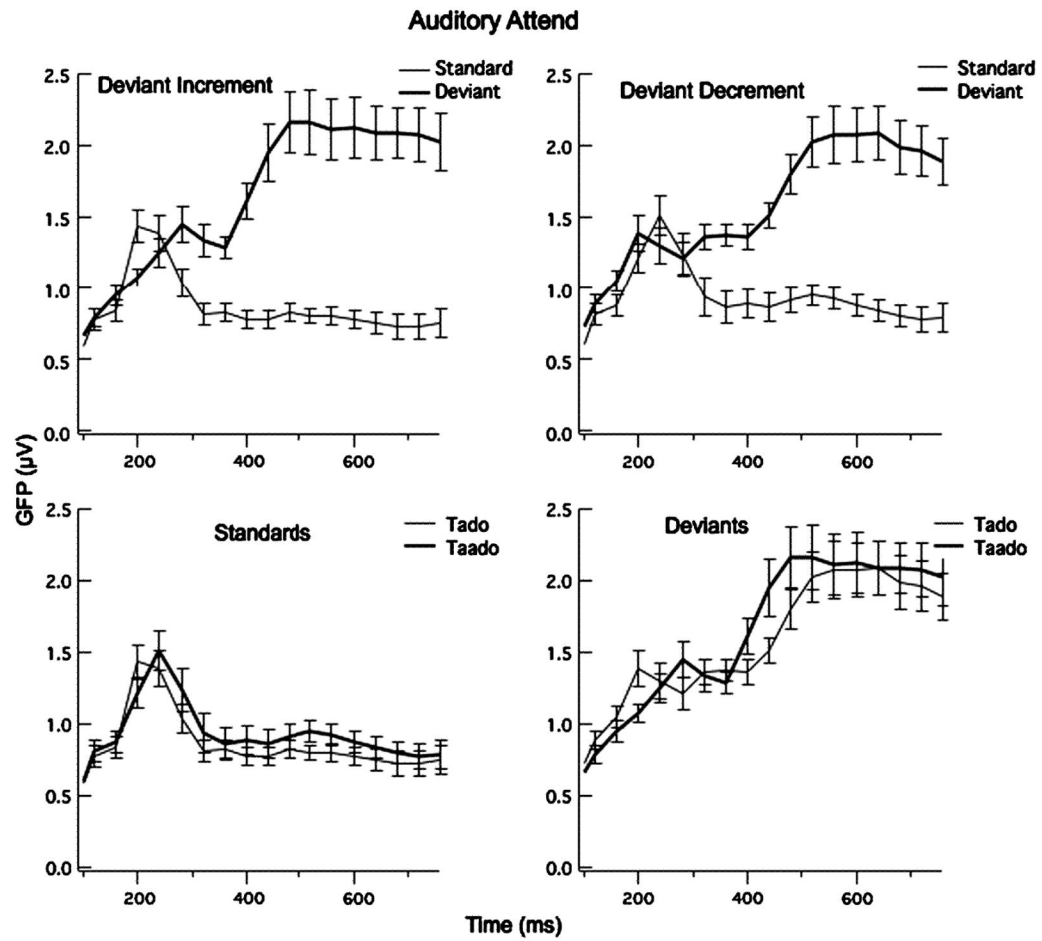 Auditory Attend
Deviant Increment
Standard
Deviant
2.5
2.0
1.5
1.0
0.5
0.0
200
400
600
Deviant Decrement
Standard
Deviant
2.5
2.0
1.5
1.0
0.5
0.0
200
400
600
GFP (µV)
Standards
Tado
Taado
2.5
2.0
1.5
1.0
0.5
0.0
200
400
600
Deviants
Tado
Taado
2.5
2.0
1.5
1.0
0.5
0.0
200
400
600
Time (ms)